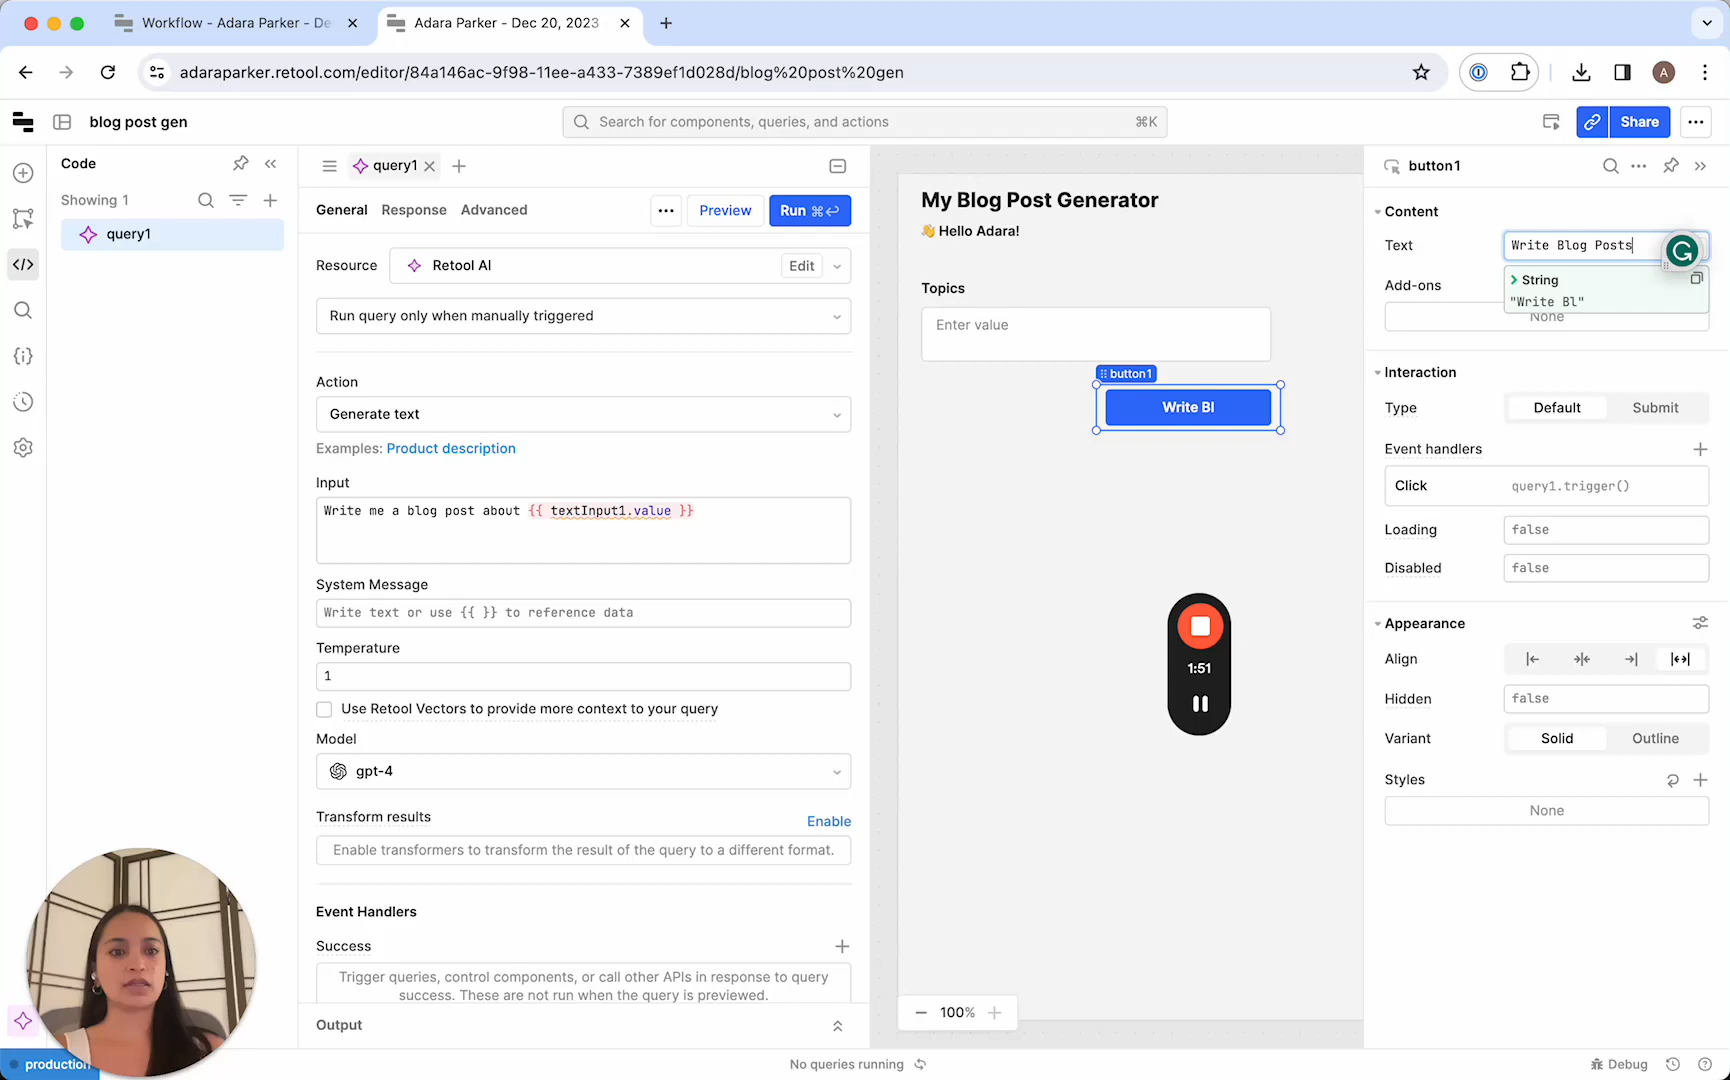 Workflow - Adara Parker - De
Adara Parker - Dec 20, 2023
adaraparker.retool.com/editor/84a146ac-9f98-11ee-a433-7389ef1d028d/blog%20post%20gen
A
blog post gen
Search for components, queries, and actions
⌘K
Share
Code
Showing 1
query1
query1
General
Response
Advanced
Preview
Run ⌘↩
Resource
Retool AI
Edit
Run query only when manually triggered
Action
Generate text
Examples: Product description
Input
Write me a blog post about {{ textInput1.value }}
System Message
Write text or use {{ }} to reference data
Temperature
1
Use Retool Vectors to provide more context to your query
Model
gpt-4
Transform results
Enable
Enable transformers to transform the result of the query to a different format.
Event Handlers
Success
Trigger queries, control components, or call other APIs in response to query
success. These are not run when the query is previewed.
Output
My Blog Post Generator
👋 Hello Adara!
Topics
Enter value
button1
Write Bl
1:51
100%
button1
Content
Text
Write Blog Posts
String
"Write Bl"
Add-ons
None
Interaction
Type
Default
Submit
Event handlers
Click
query1.trigger()
Loading
false
Disabled
false
Appearance
Align
Hidden
false
Variant
Solid
Outline
Styles
None
production
No queries running
Debug